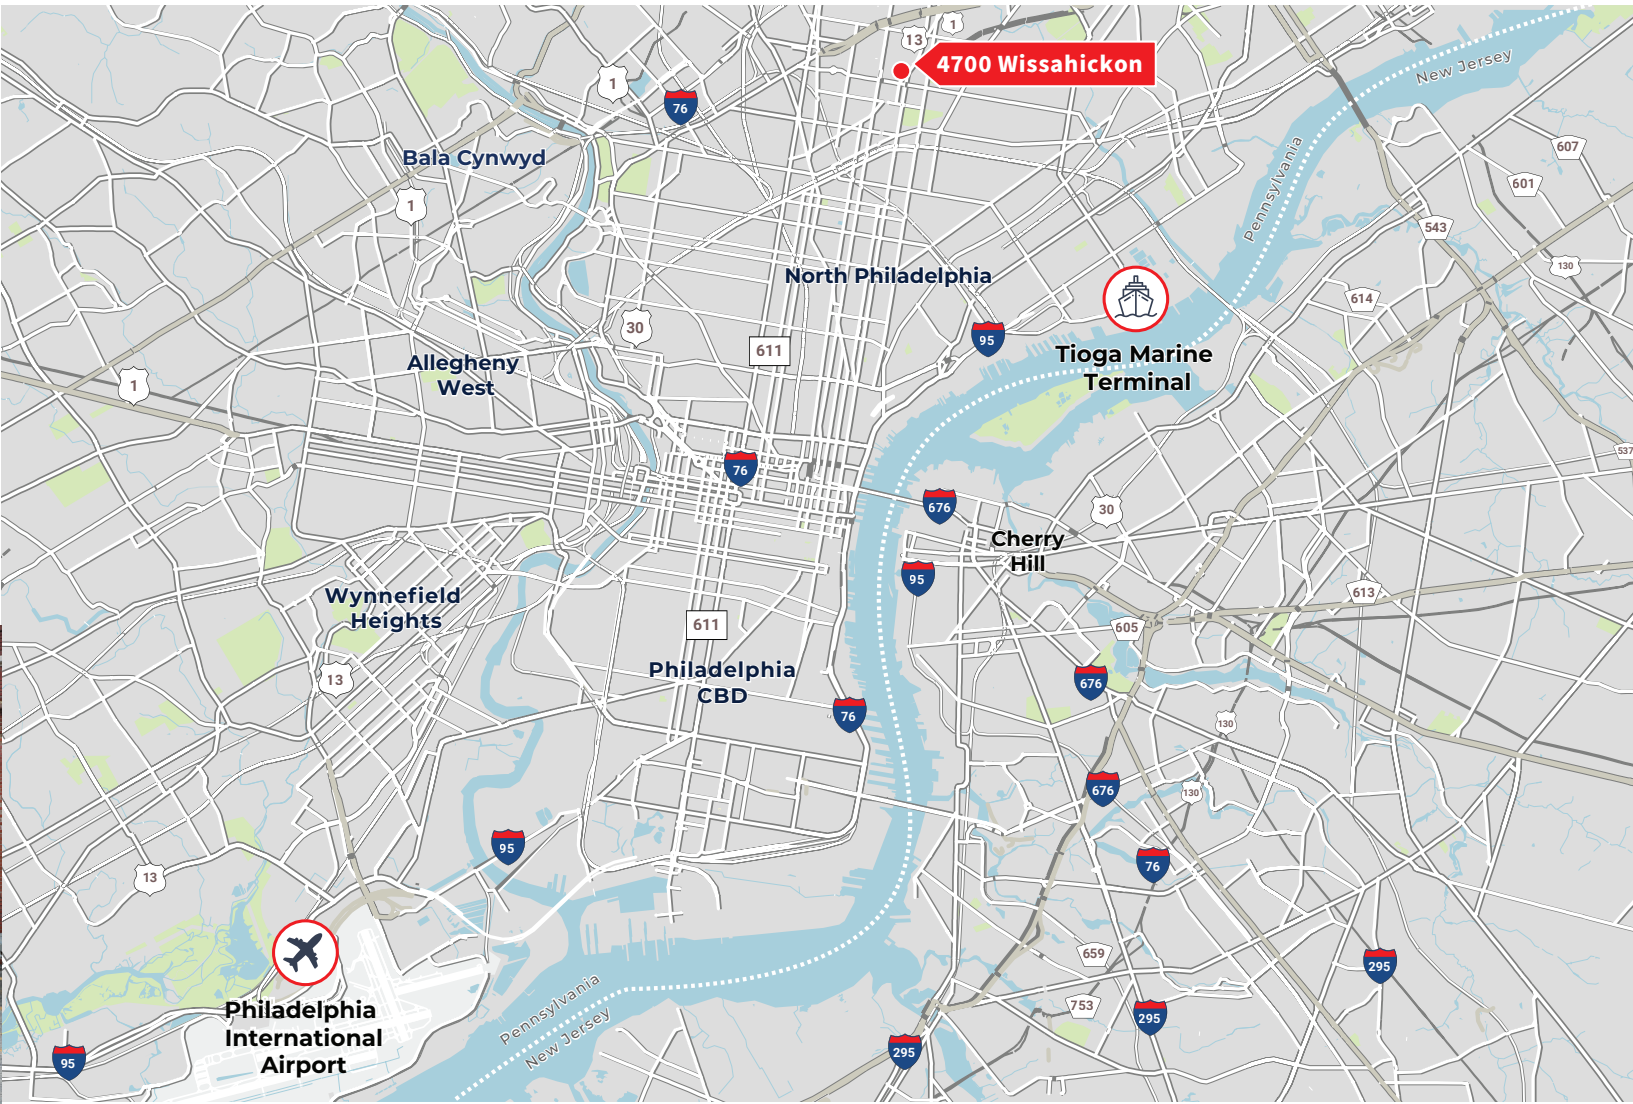 1
13
4700 Wissahickon
New Jersey
1
76
607
Bala Cynwyd
Pennsylvania
601
1
543
130
North Philadelphia
614
30
95
611
Tioga Marine
Terminal
Allegheny
West
1
537
76
676
30
Cherry
Hill
95
Wynnefield
Heights
613
611
605
Philadelphia
CBD
13
676
76
130
676
130
95
76
13
659
295
Philadelphia
International
Airport
Pennsylvania
New Jersey
753
295
295
95